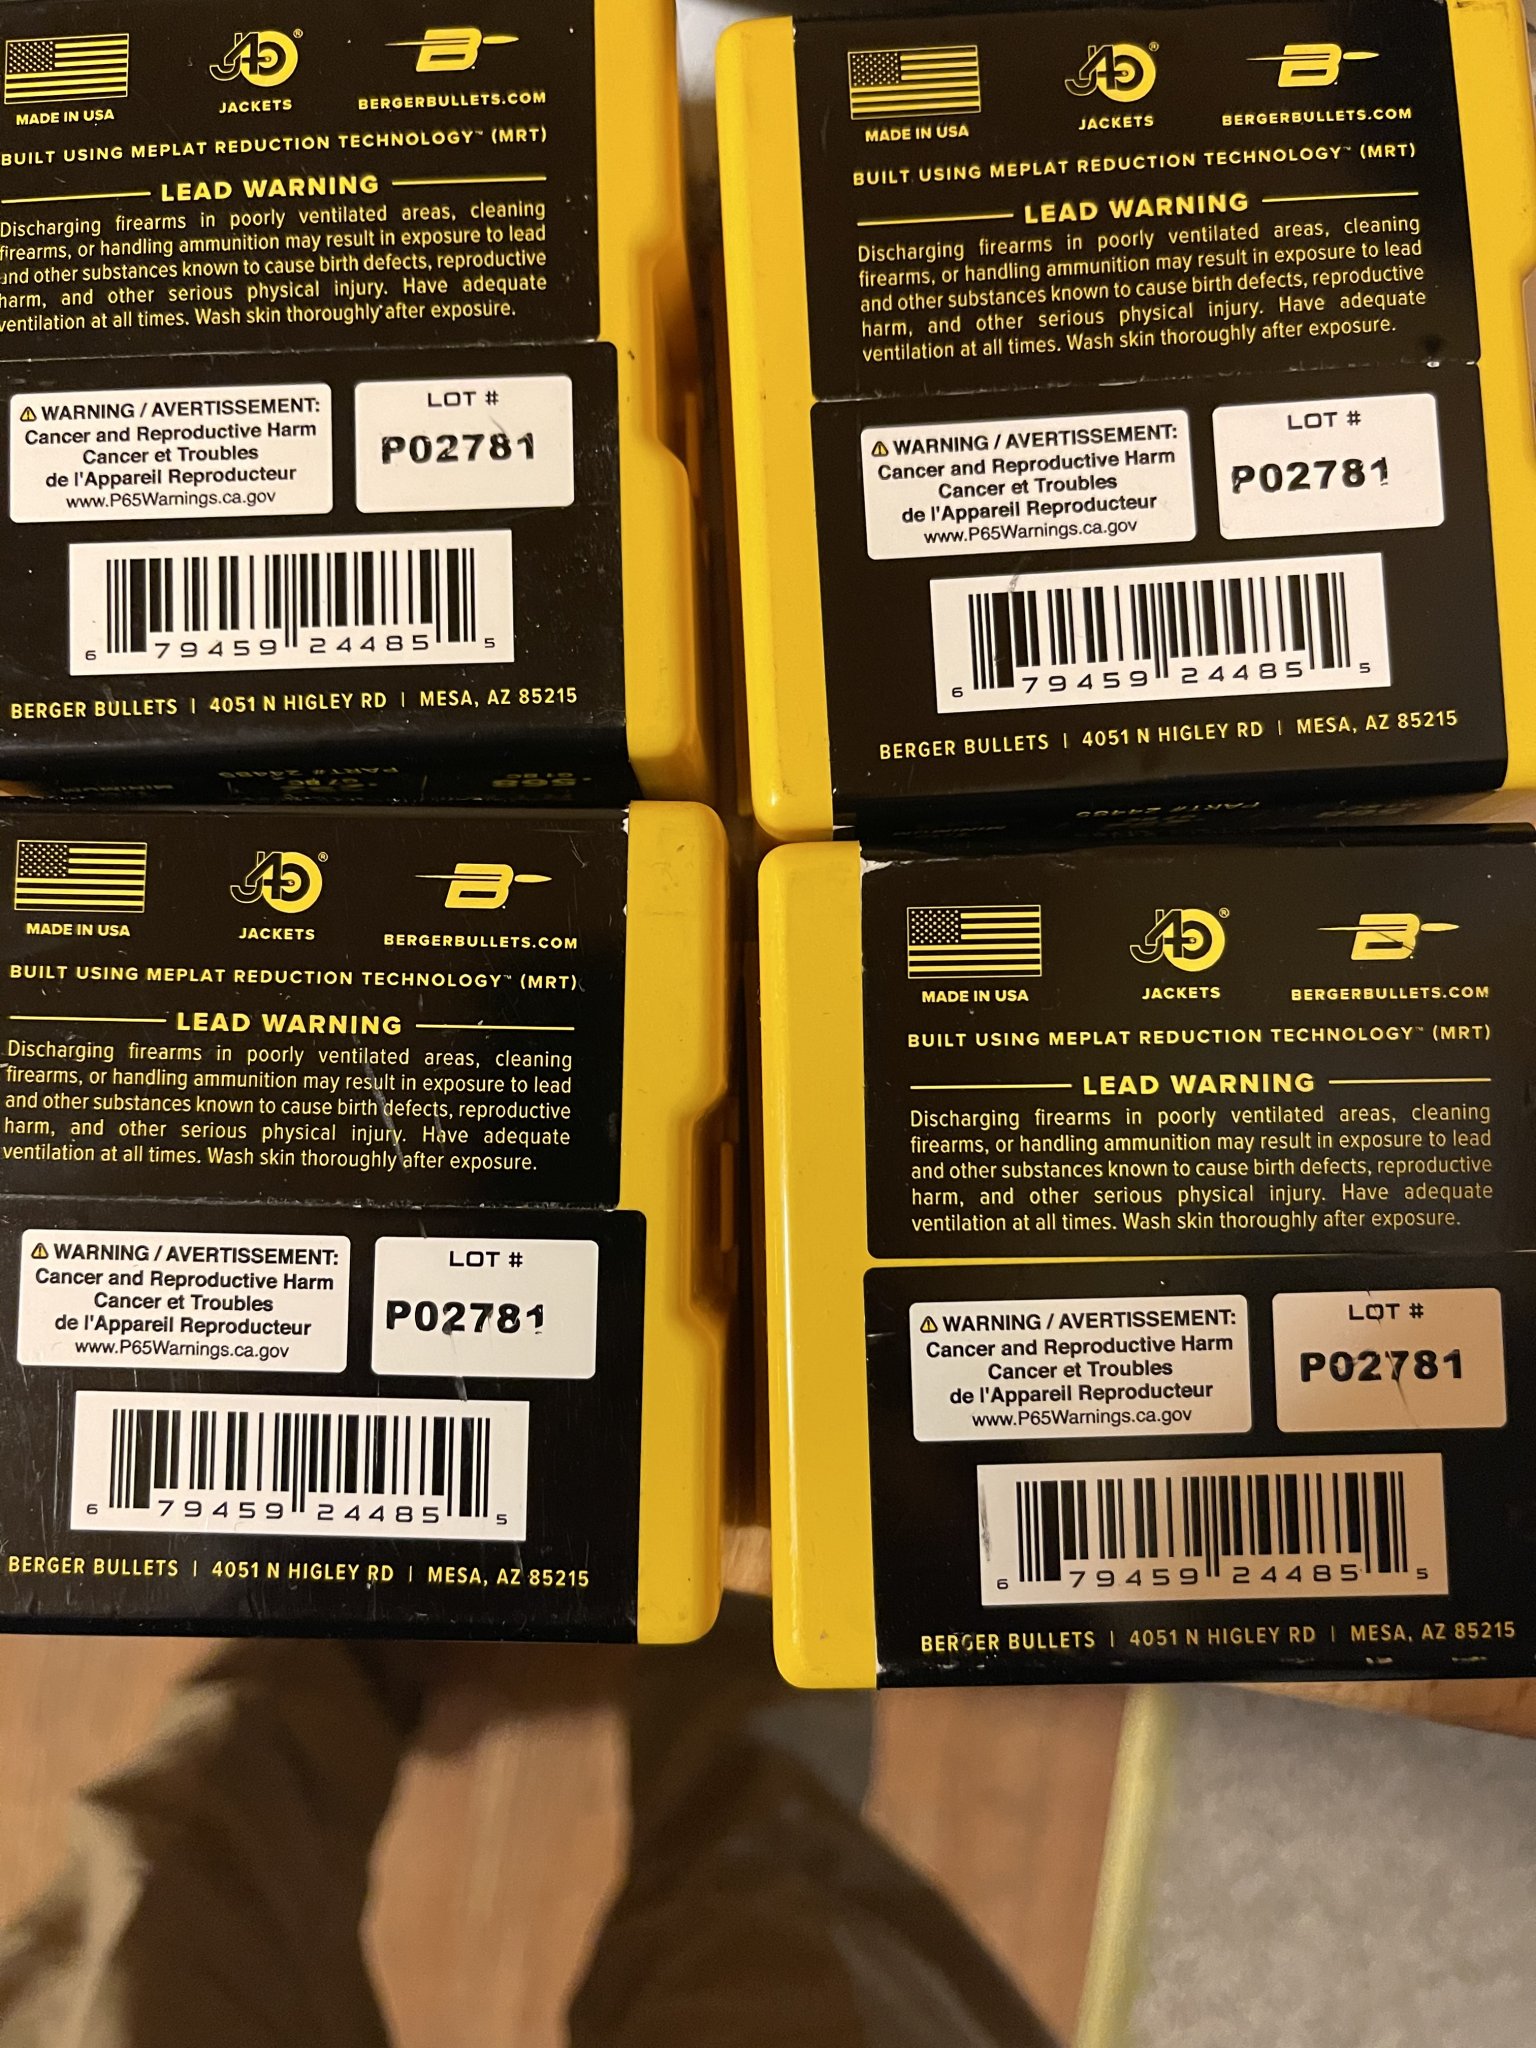 MADE IN USA
JACKETS
BERGERBULLETS.COM
BUILT USING MEPLAT REDUCTION TECHNOLOGY™ (MRT)
LEAD WARNING
Discharging firearms in poorly ventilated areas, cleaning
firearms, or handling ammunition may result in exposure to lead
and other substances known to cause birth defects, reproductive
harm, and other serious physical injury. Have adequate
ventilation at all times. Wash skin thoroughly after exposure.
WARNING / AVERTISSEMENT:
Cancer and Reproductive Harm
Cancer et Troubles
de l'Appareil Reproducteur
www.P65Warnings.ca.gov
LOT #
P02781
6 79459 24485 5
BERGER BULLETS | 4051 N HIGLEY RD | MESA, AZ 85215
PART# 24485
MINIMUM
.568
G1 BC
MADE IN USA
JACKETS
BERGERBULLETS.COM
BUILT USING MEPLAT REDUCTION TECHNOLOGY™ (MRT)
LEAD WARNING
Discharging firearms in poorly ventilated areas, cleaning
firearms, or handling ammunition may result in exposure to lead
and other substances known to cause birth defects, reproductive
harm, and other serious physical injury. Have adequate
ventilation at all times. Wash skin thoroughly after exposure.
WARNING / AVERTISSEMENT:
Cancer and Reproductive Harm
Cancer et Troubles
de l'Appareil Reproducteur
www.P65Warnings.ca.gov
LOT #
P02781
6 79459 24485 5
BERGER BULLETS | 4051 N HIGLEY RD | MESA, AZ 85215
PART# 24485
MADE IN USA
JACKETS
BERGERBULLETS.COM
BUILT USING MEPLAT REDUCTION TECHNOLOGY™ (MRT)
LEAD WARNING
Discharging firearms in poorly ventilated areas, cleaning
firearms, or handling ammunition may result in exposure to lead
and other substances known to cause birth defects, reproductive
harm, and other serious physical injury. Have adequate
ventilation at all times. Wash skin thoroughly after exposure.
WARNING / AVERTISSEMENT:
Cancer and Reproductive Harm
Cancer et Troubles
de l'Appareil Reproducteur
www.P65Warnings.ca.gov
LOT #
P02781
6 79459 24485 5
BERGER BULLETS | 4051 N HIGLEY RD | MESA, AZ 85215
MADE IN USA
JACKETS
BERGERBULLETS.COM
BUILT USING MEPLAT REDUCTION TECHNOLOGY™ (MRT)
LEAD WARNING
Discharging firearms in poorly ventilated areas, cleaning
firearms, or handling ammunition may result in exposure to lead
and other substances known to cause birth defects, reproductive
harm, and other serious physical injury. Have adequate
ventilation at all times. Wash skin thoroughly after exposure.
WARNING / AVERTISSEMENT:
Cancer and Reproductive Harm
Cancer et Troubles
de l'Appareil Reproducteur
www.P65Warnings.ca.gov
LOT #
P02781
6 79459 24485 5
BERGER BULLETS | 4051 N HIGLEY RD | MESA, AZ 85215